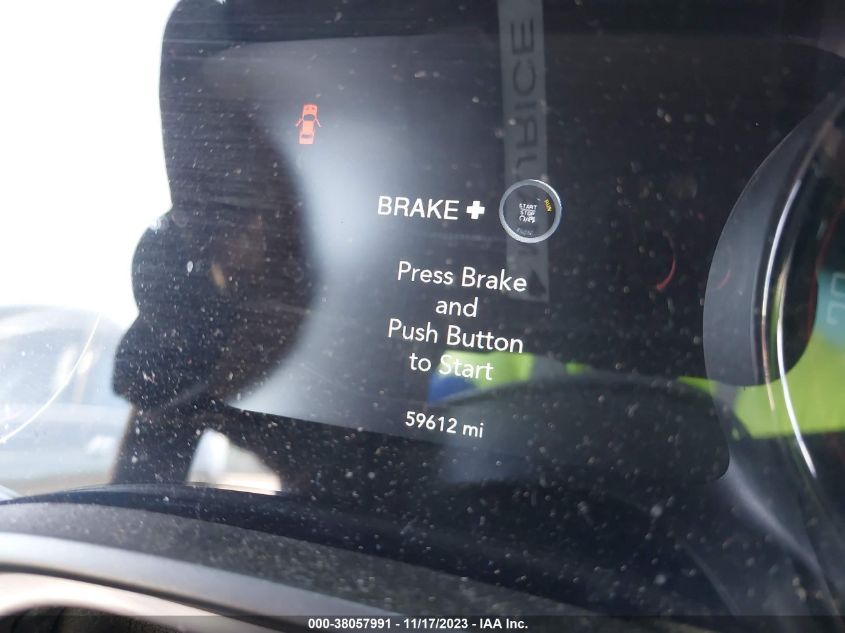 BRAKE +
START
STOP
RUN
Press Brake
and
Push Button
to Start
59612 mi
000-38057991 - 11/17/2023 - IAA Inc.